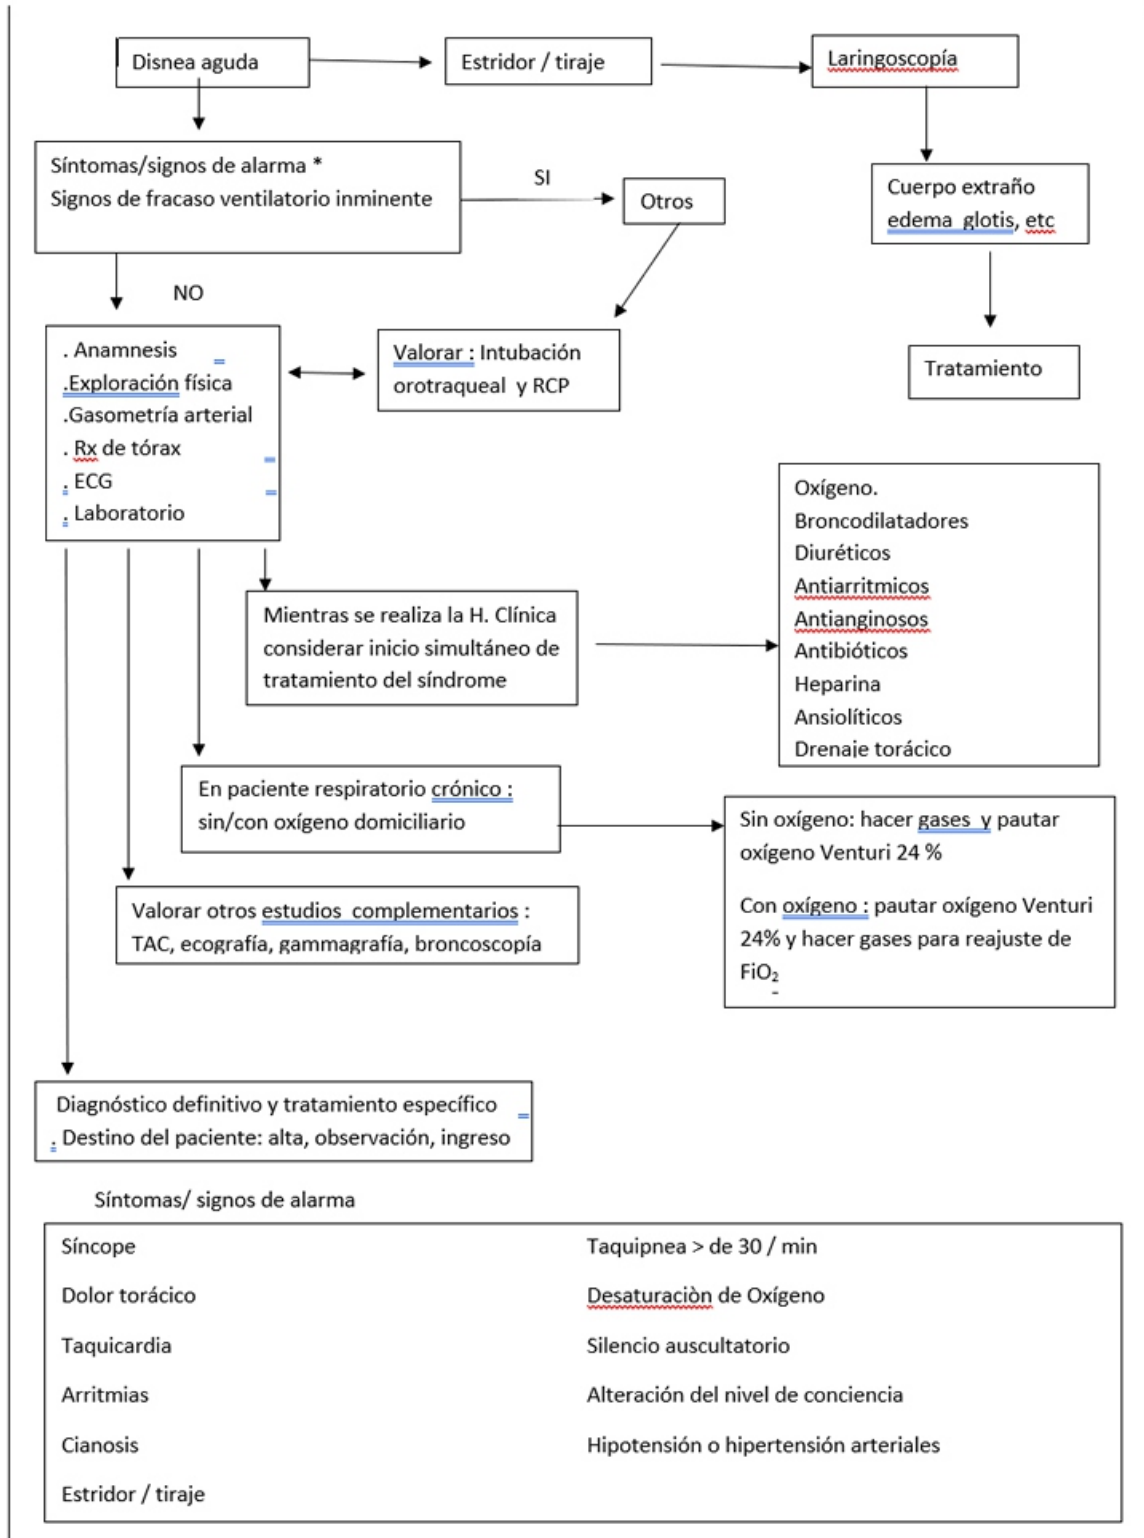 Disnea aguda
Estridor / tiraje
Laringoscopía
Síntomas/signos de alarma *
Signos de fracaso ventilatorio inminente
SI
Otros
Cuerpo extraño
edema glotis, etc
NO
. Anamnesis
.Exploración física
.Gasometría arterial
. Rx de tórax
. ECG
. Laboratorio
Valorar : Intubación
orotraqueal y RCP
Tratamiento
Oxígeno.
Broncodilatadores
Diuréticos
Antiarritmicos
Antianginosos
Antibióticos
Heparina
Ansiolíticos
Drenaje torácico
Mientras se realiza la H. Clínica
considerar inicio simultáneo de
tratamiento del síndrome
En paciente respiratorio crónico :
sin/con oxígeno domiciliario
Sin oxígeno: hacer gases y pautar
oxígeno Venturi 24 %
Con oxígeno : pautar oxígeno Venturi
24% y hacer gases para reajuste de
FiO₂
Valorar otros estudios complementarios :
TAC, ecografía, gammagrafía, broncoscopía
Diagnóstico definitivo y tratamiento específico
. Destino del paciente: alta, observación, ingreso
Síntomas/ signos de alarma
Síncope
Dolor torácico
Taquicardia
Arritmias
Cianosis
Estridor / tiraje
Taquipnea > de 30 / min
Desaturaciòn de Oxígeno
Silencio auscultatorio
Alteración del nivel de conciencia
Hipotensión o hipertensión arteriales